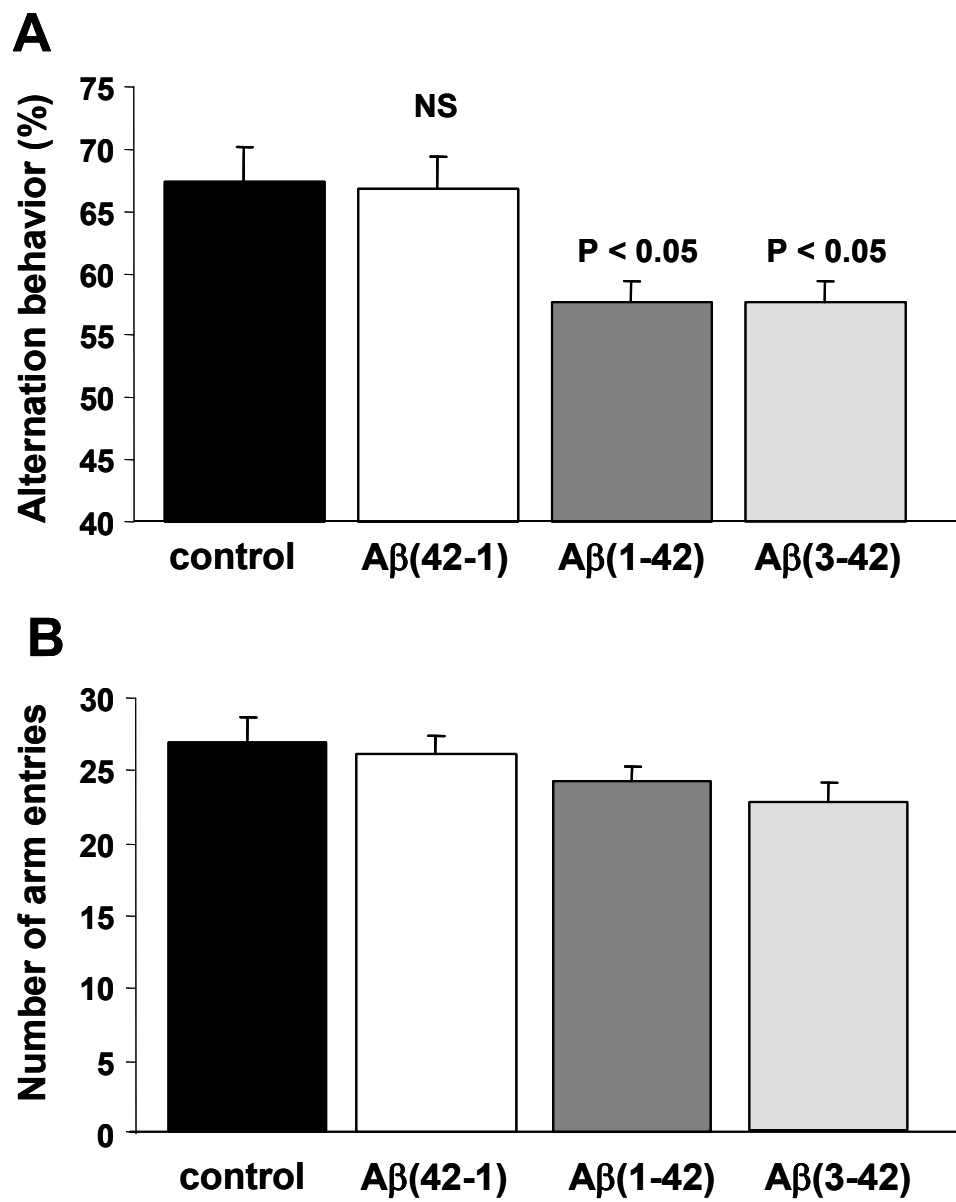 A
Alternation behavior (%)
75
70
65
60
55
50
45
40
NS
P < 0.05
P < 0.05
control
Aβ(42-1)
Aβ(1-42)
Aβ(3-42)
B
Number of arm entries
30
25
20
15
10
5
0
control
Aβ(42-1)
Aβ(1-42)
Aβ(3-42)